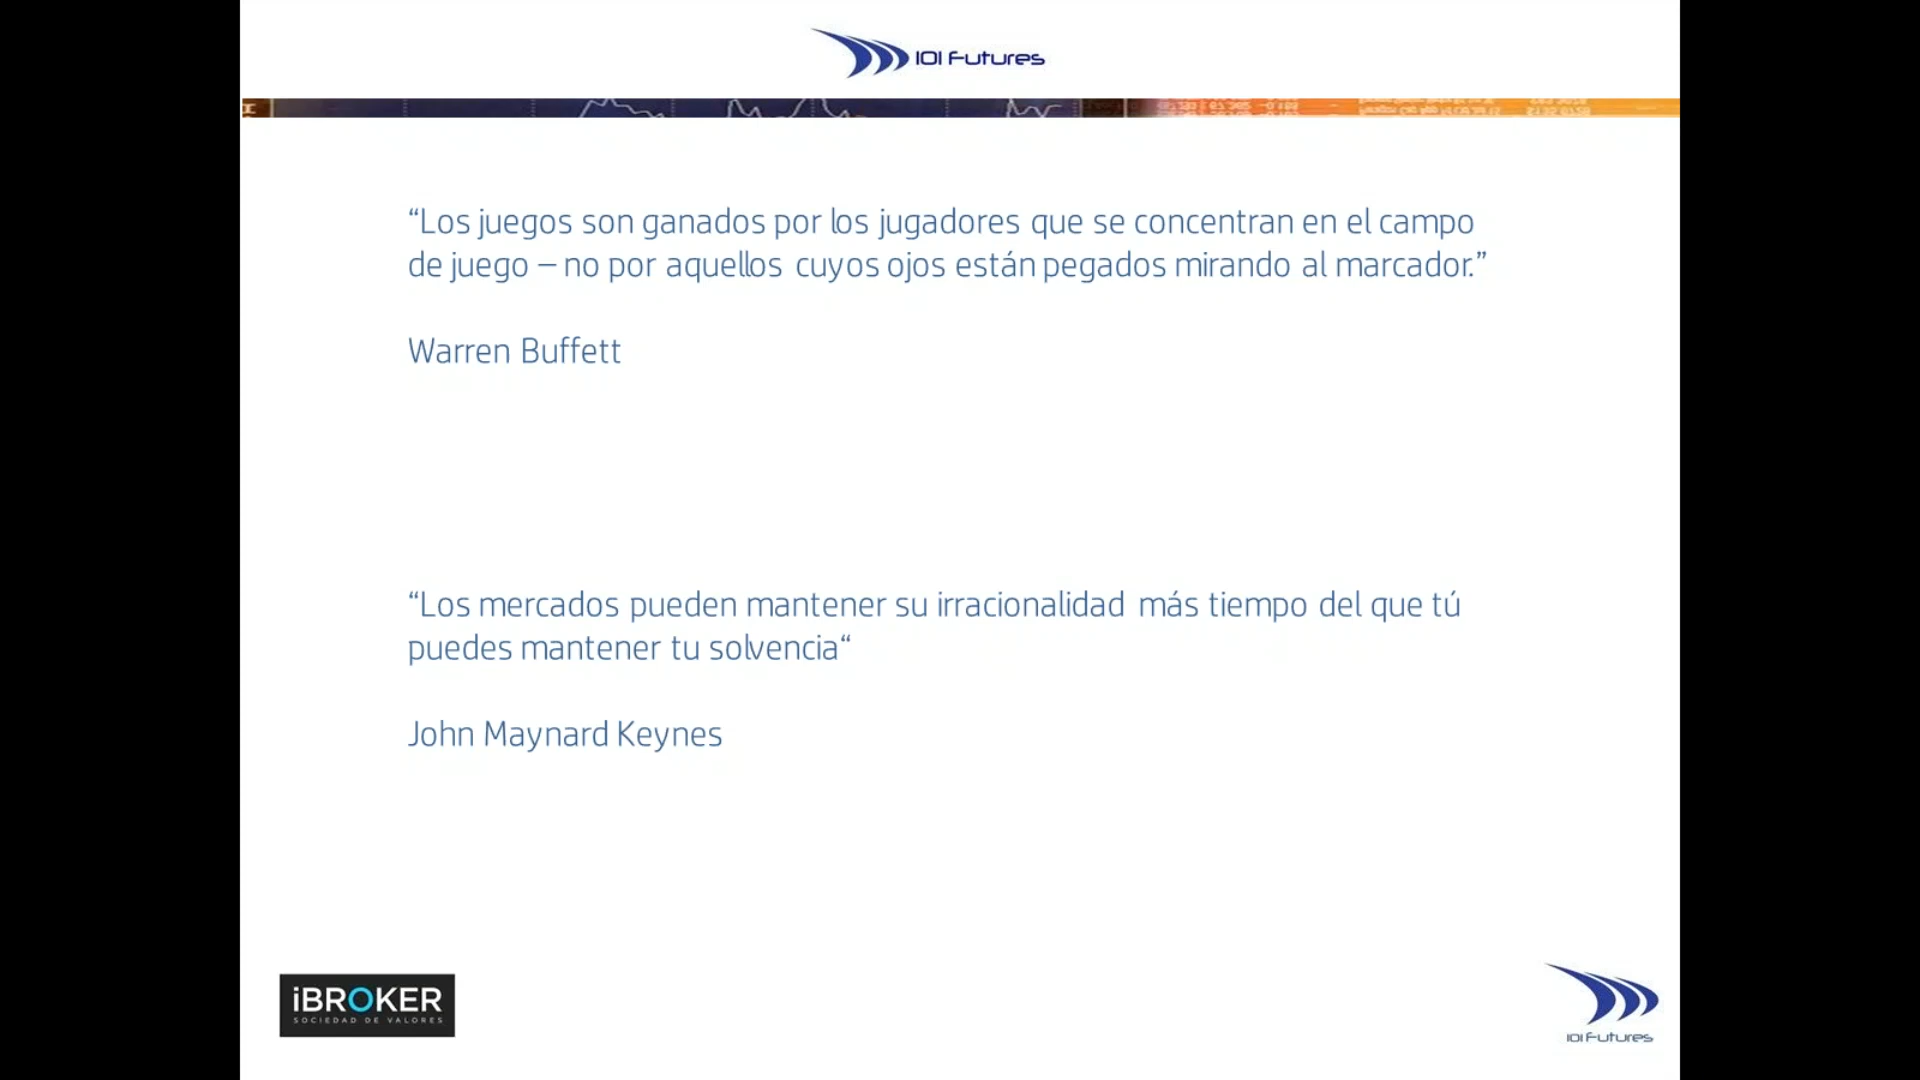 101 Futures
“Los juegos son ganados por los jugadores que se concentran en el campo
de juego – no por aquellos cuyos ojos están pegados mirando al marcador.”
Warren Buffett
“Los mercados pueden mantener su irracionalidad más tiempo del que tú
puedes mantener tu solvencia“
John Maynard Keynes
iBROKER
SOCIEDAD DE VALORES
101 Futures